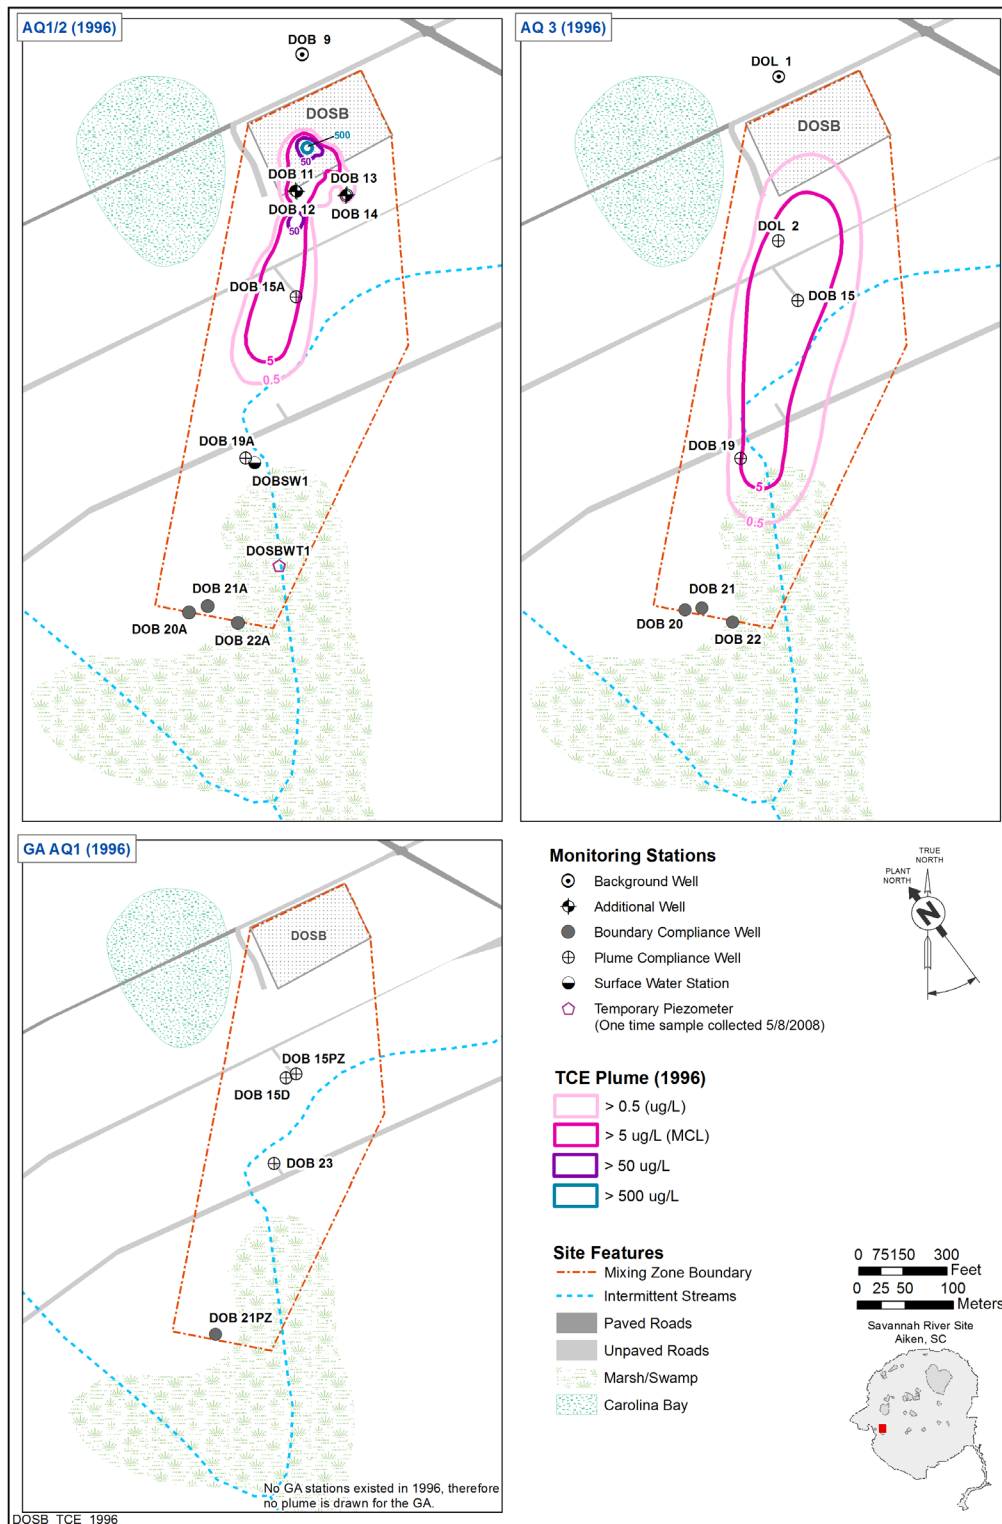 AQ1/2 (1996)
DOB 9
DOSB
500
50
DOB 11
DOB 13
DOB 12
DOB 14
50
DOB 15A
5
0.5
DOB 19A
DOBSW1
DOSBWT1
DOB 21A
DOB 20A
DOB 22A
AQ 3 (1996)
DOL 1
DOSB
DOL 2
DOB 15
DOB 19
5
0.5
DOB 21
DOB 20
DOB 22
GA AQ1 (1996)
DOSB
DOB 15PZ
DOB 15D
DOB 23
DOB 21PZ
No GA stations existed in 1996, therefore
no plume is drawn for the GA.
DOSB_TCE_1996
Monitoring Stations
Background Well
Additional Well
Boundary Compliance Well
Plume Compliance Well
Surface Water Station
Temporary Piezometer
(One time sample collected 5/8/2008)
TRUE
NORTH
PLANT
NORTH
N
TCE Plume (1996)
> 0.5 (ug/L)
> 5 ug/L (MCL)
> 50 ug/L
> 500 ug/L
Site Features
Mixing Zone Boundary
Intermittent Streams
Paved Roads
Unpaved Roads
Marsh/Swamp
Carolina Bay
0 75 150 300
Feet
0 25 50 100
Meters
Savannah River Site
Aiken, SC